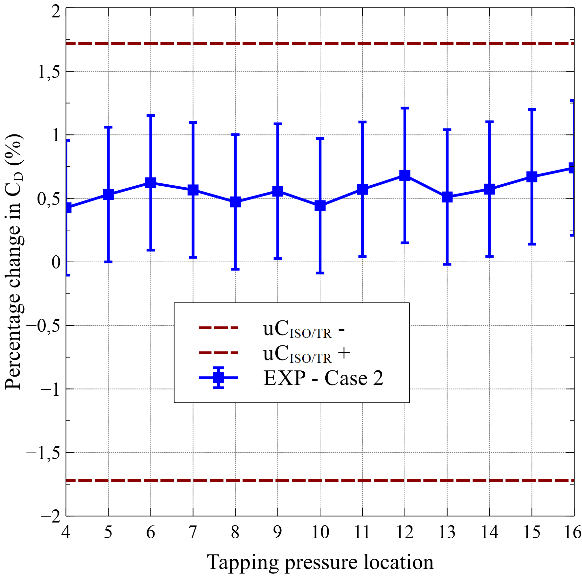 2
1,5
1
0,5
0
−0,5
−1
−1,5
−2
Percentage change in C_D (%)
uC_ISO/TR -
uC_ISO/TR +
EXP - Case 2
4 5 6 7 8 9 10 11 12 13 14 15 16
Tapping pressure location